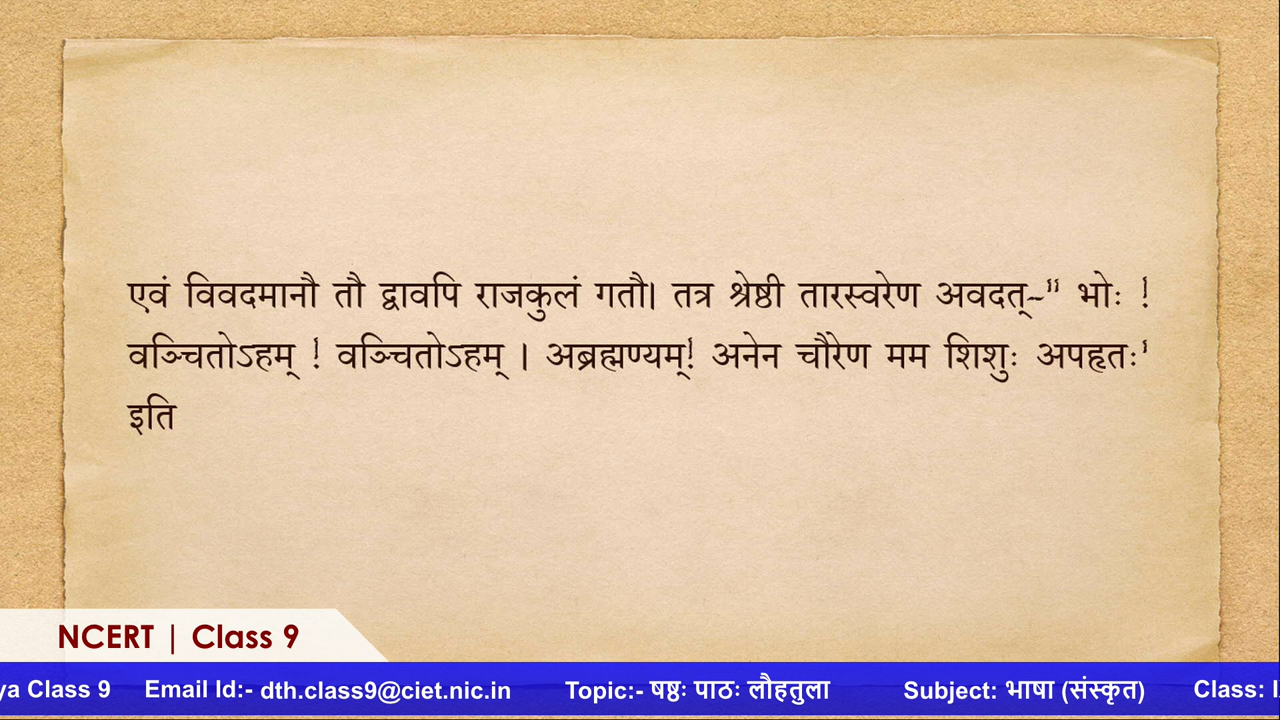 एवं विवदमानौ तौ द्वावपि राजकुलं गतौ। तत्र श्रेष्ठी तारस्वरेण अवदत्~" भोः !
वञ्चितोऽहम् ! वञ्चितोऽहम् । अब्रह्मण्यम्! अनेन चौरेण मम शिशुः अपहृतः'
इति
NCERT | Class 9
ya Class 9 Email Id:- dth.class9@ciet.nic.in Topic:- षष्ठः पाठः लौहतुला Subject: भाषा (संस्कृत) Class: